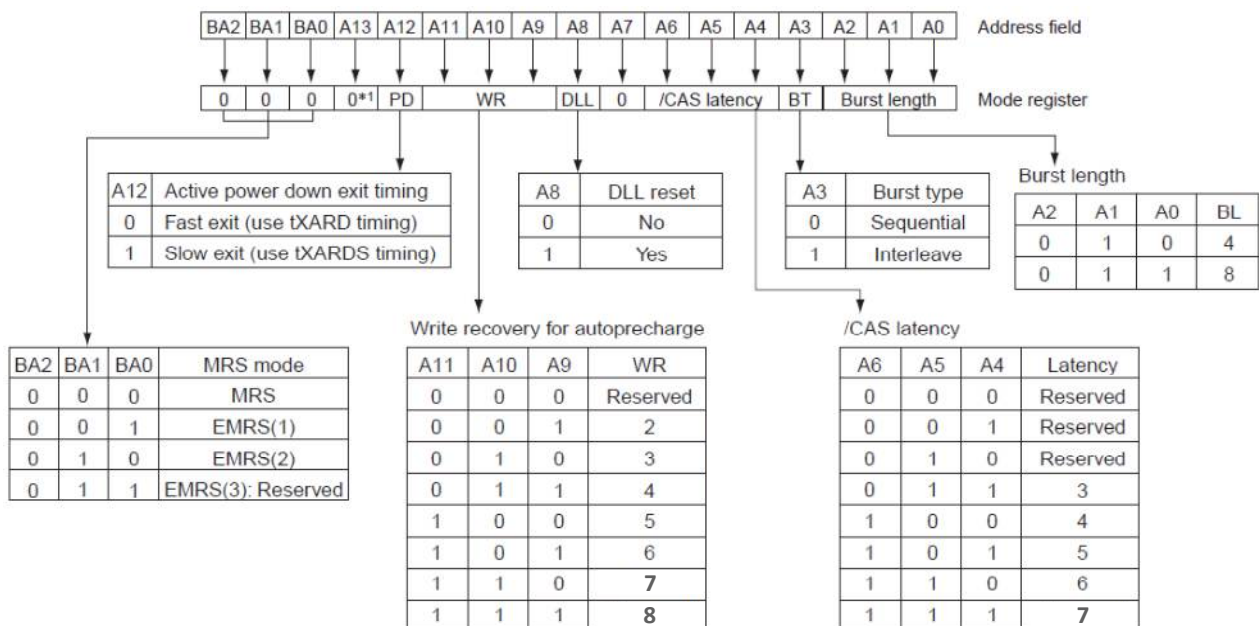 BA2 BA1 BA0 A13 A12 A11 A10 A9 A8 A7 A6 A5 A4 A3 A2 A1 A0 Address field
0 0 0 0*1 PD WR DLL 0 /CAS latency BT Burst length Mode register
A12 Active power down exit timing
0 Fast exit (use tXARD timing)
1 Slow exit (use tXARDS timing)
A8 DLL reset
0 No
1 Yes
A3 Burst type
0 Sequential
1 Interleave
Burst length
A2 A1 A0 BL
0 1 0 4
0 1 1 8
BA2 BA1 BA0 MRS mode
0 0 0 MRS
0 0 1 EMRS(1)
0 1 0 EMRS(2)
0 1 1 EMRS(3): Reserved
Write recovery for autoprecharge
A11 A10 A9 WR
0 0 0 Reserved
0 0 1 2
0 1 0 3
0 1 1 4
1 0 0 5
1 0 1 6
1 1 0 7
1 1 1 8
/CAS latency
A6 A5 A4 Latency
0 0 0 Reserved
0 0 1 Reserved
0 1 0 Reserved
0 1 1 3
1 0 0 4
1 0 1 5
1 1 0 6
1 1 1 7